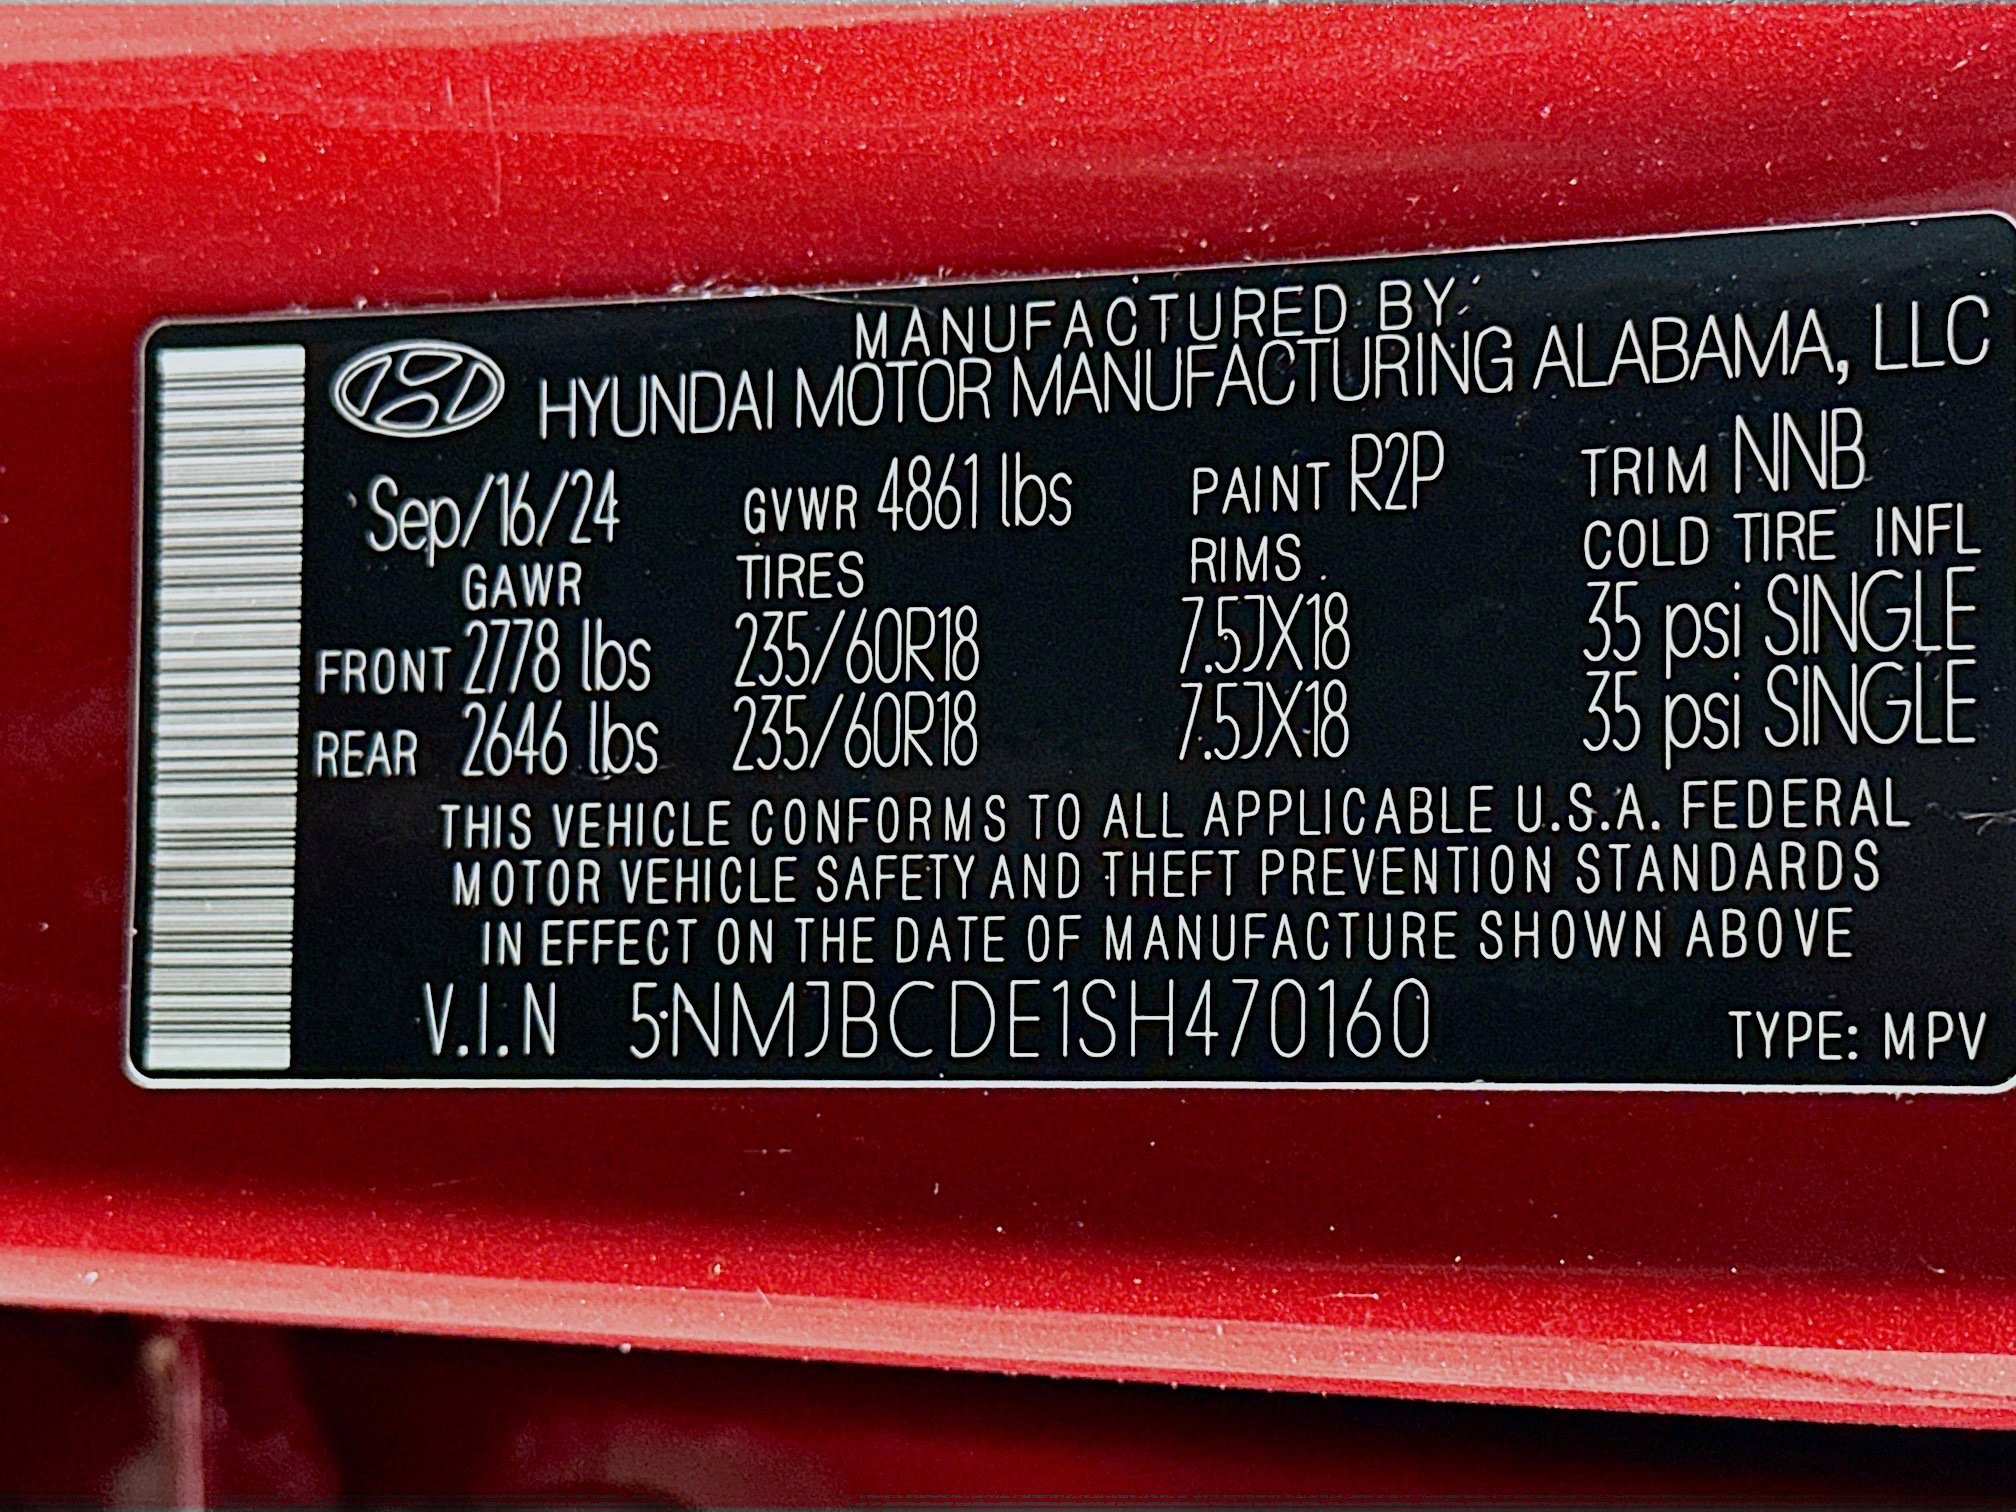 MANUFACTURED BY
HYUNDAI MOTOR MANUFACTURING ALABAMA, LLC
Sep/16/24 GVWR 4861 lbs PAINT R2P TRIM NNB
GAWR TIRES RIMS COLD TIRE INFL
FRONT 2778 lbs 235/60R18 7.5JX18 35 psi SINGLE
REAR 2646 lbs 235/60R18 7.5JX18 35 psi SINGLE
THIS VEHICLE CONFORMS TO ALL APPLICABLE U.S.A. FEDERAL
MOTOR VEHICLE SAFETY AND THEFT PREVENTION STANDARDS
IN EFFECT ON THE DATE OF MANUFACTURE SHOWN ABOVE
V.I.N 5NMJBCDE1SH470160 TYPE: MPV